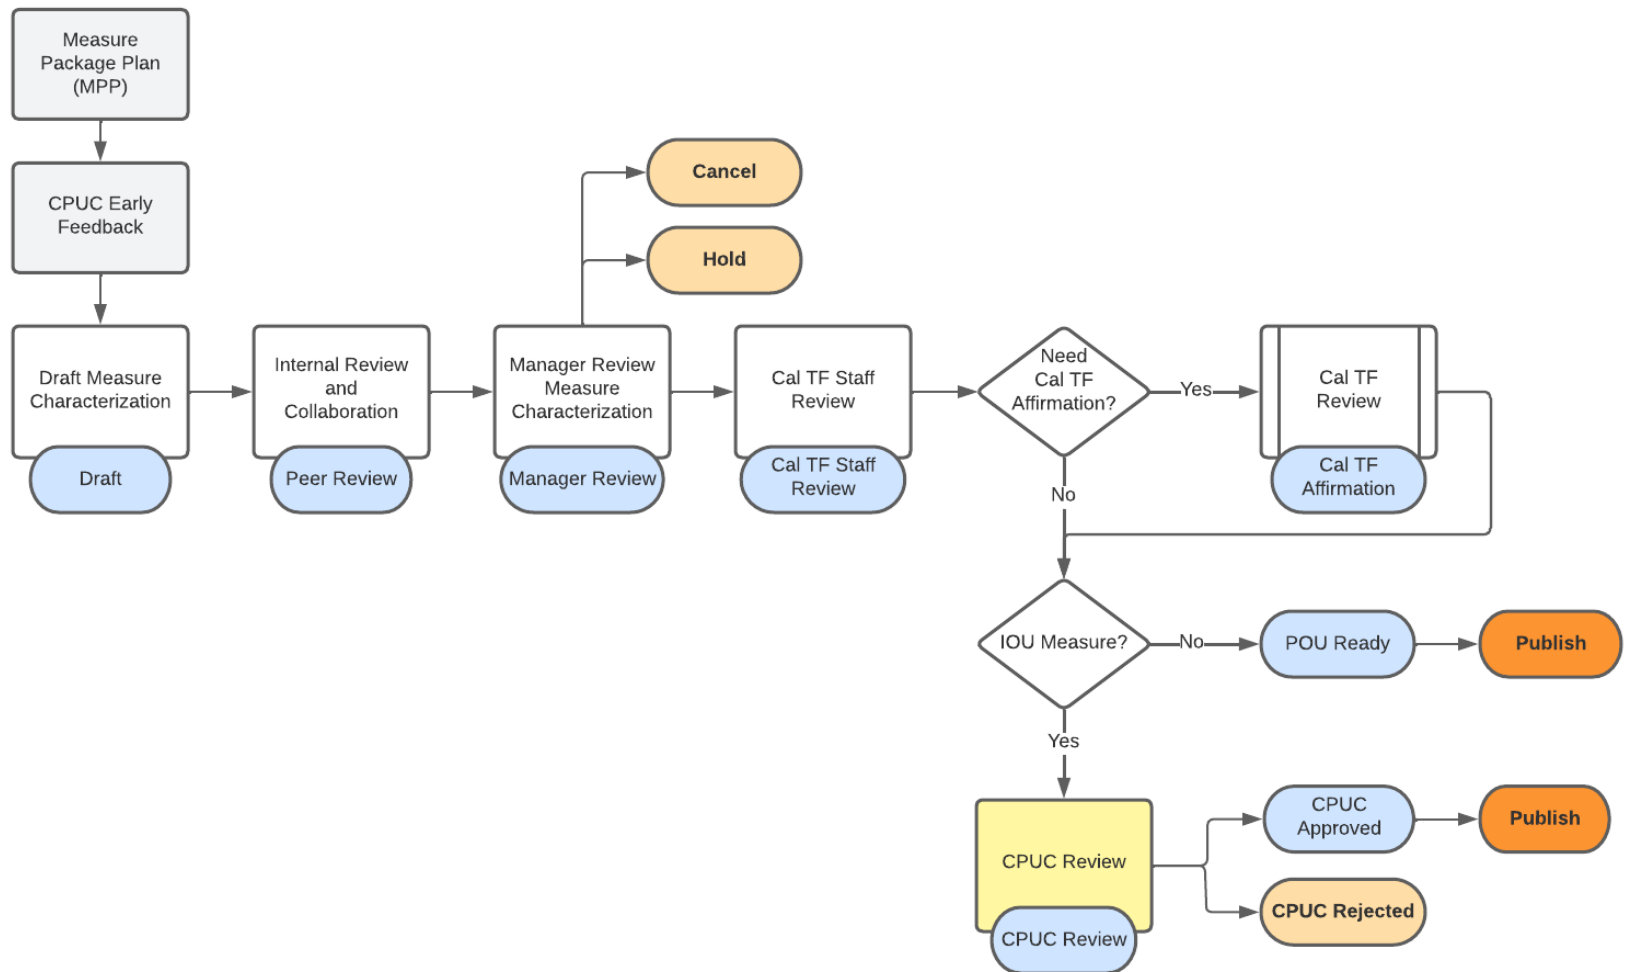 Measure
Package Plan
(MPP)
CPUC Early
Feedback
Cancel
Hold
Draft Measure
Characterization
Draft
Internal Review
and
Collaboration
Peer Review
Manager Review
Measure
Characterization
Manager Review
Cal TF Staff
Review
Cal TF Staff
Review
Need
Cal TF
Affirmation?
Yes
Cal TF
Review
Cal TF
Affirmation
No
IOU Measure?
No
POU Ready
Publish
Yes
CPUC Review
CPUC Review
CPUC
Approved
Publish
CPUC Rejected